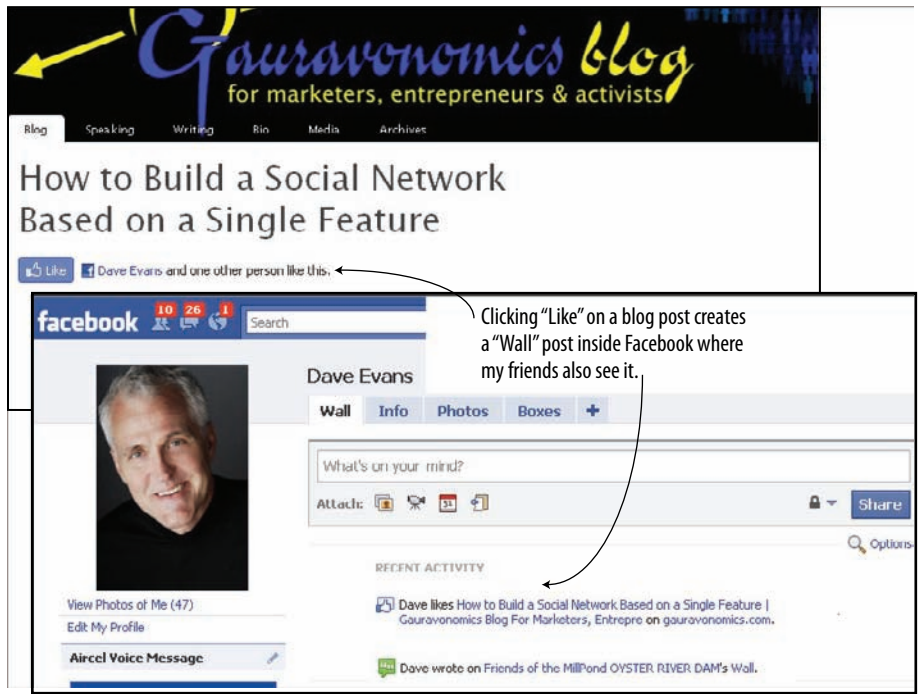 Gauravonomics blog
for marketers, entrepreneurs & activists
Blog Speaking Writing Bio Media Archives
How to Build a Social Network
Based on a Single Feature
Like Dave Evans and one other person like this.
Clicking “Like” on a blog post creates
a “Wall” post inside Facebook where
my friends also see it.
facebook 10 26 1 Search
Dave Evans
Wall Info Photos Boxes +
What's on your mind?
Attach: 31 Share
Options
RECENT ACTIVITY
Dave likes How to Build a Social Network Based on a Single Feature |
Gauravonomics Blog For Marketers, Entrepre on gauravonomics.com.
Dave wrote on Friends of the MillPond OYSTER RIVER DAM's Wall.
View Photos of Me (47)
Edit My Profile
Aircel Voice Message